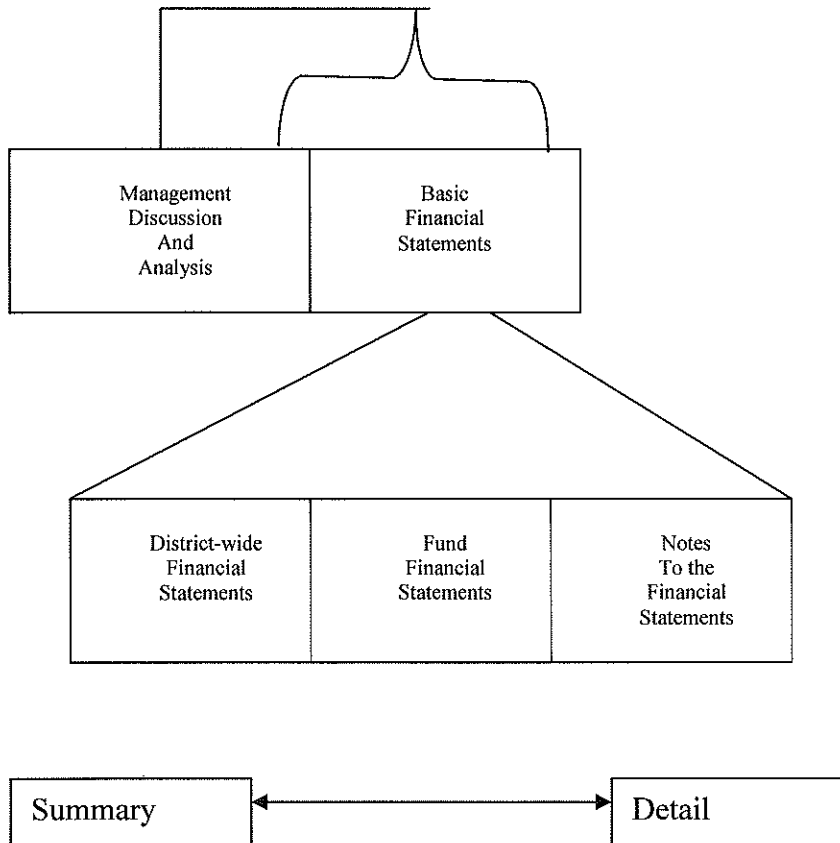 Management
Discussion
And
Analysis
Basic
Financial
Statements
District-wide
Financial
Statements
Fund
Financial
Statements
Notes
To the
Financial
Statements
Summary
Detail